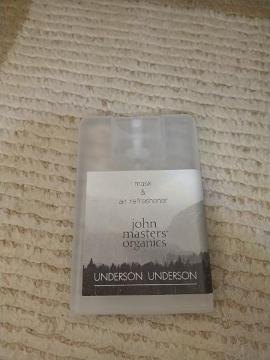 mask
&
air refreshener
john
masters®
organics
UNDERSON UNDERSON